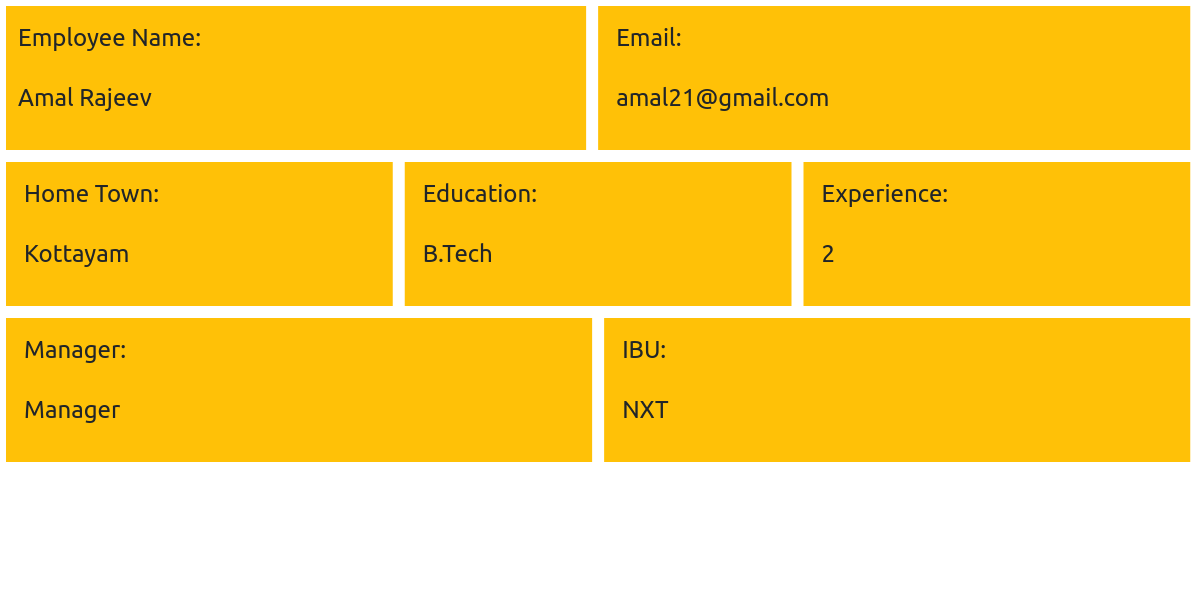 Employee Name:
Amal Rajeev
Email:
amal21@gmail.com
Home Town:
Kottayam
Education:
B.Tech
Experience:
2
Manager:
Manager
IBU:
NXT